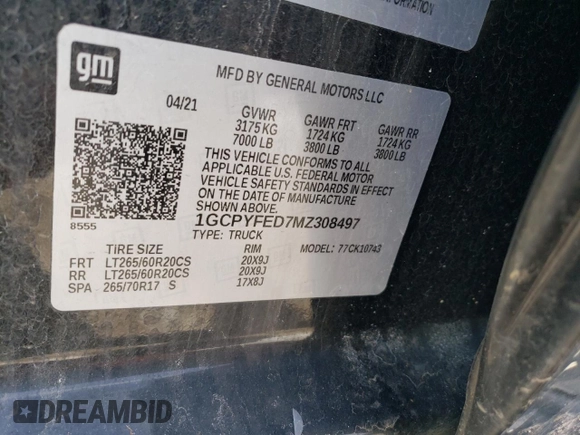 INFORMATION
gm
MFD BY GENERAL MOTORS LLC
04/21
GVWR GAWR FRT GAWR RR
3175 KG 1724 KG 1724 KG
7000 LB 3800 LB 3800 LB
THIS VEHICLE CONFORMS TO ALL
APPLICABLE U.S. FEDERAL MOTOR
VEHICLE SAFETY STANDARDS IN EFFECT
ON THE DATE OF MANUFACTURE
SHOWN ABOVE.
1GCPYFED7MZ308497
8555
TYPE: TRUCK
MODEL: T7CK10743
TIRE SIZE RIM
FRT LT265/60R20CS 20X9J
RR LT265/60R20CS 20X9J
SPA 265/70R17 S 17X8J
DREAMBID